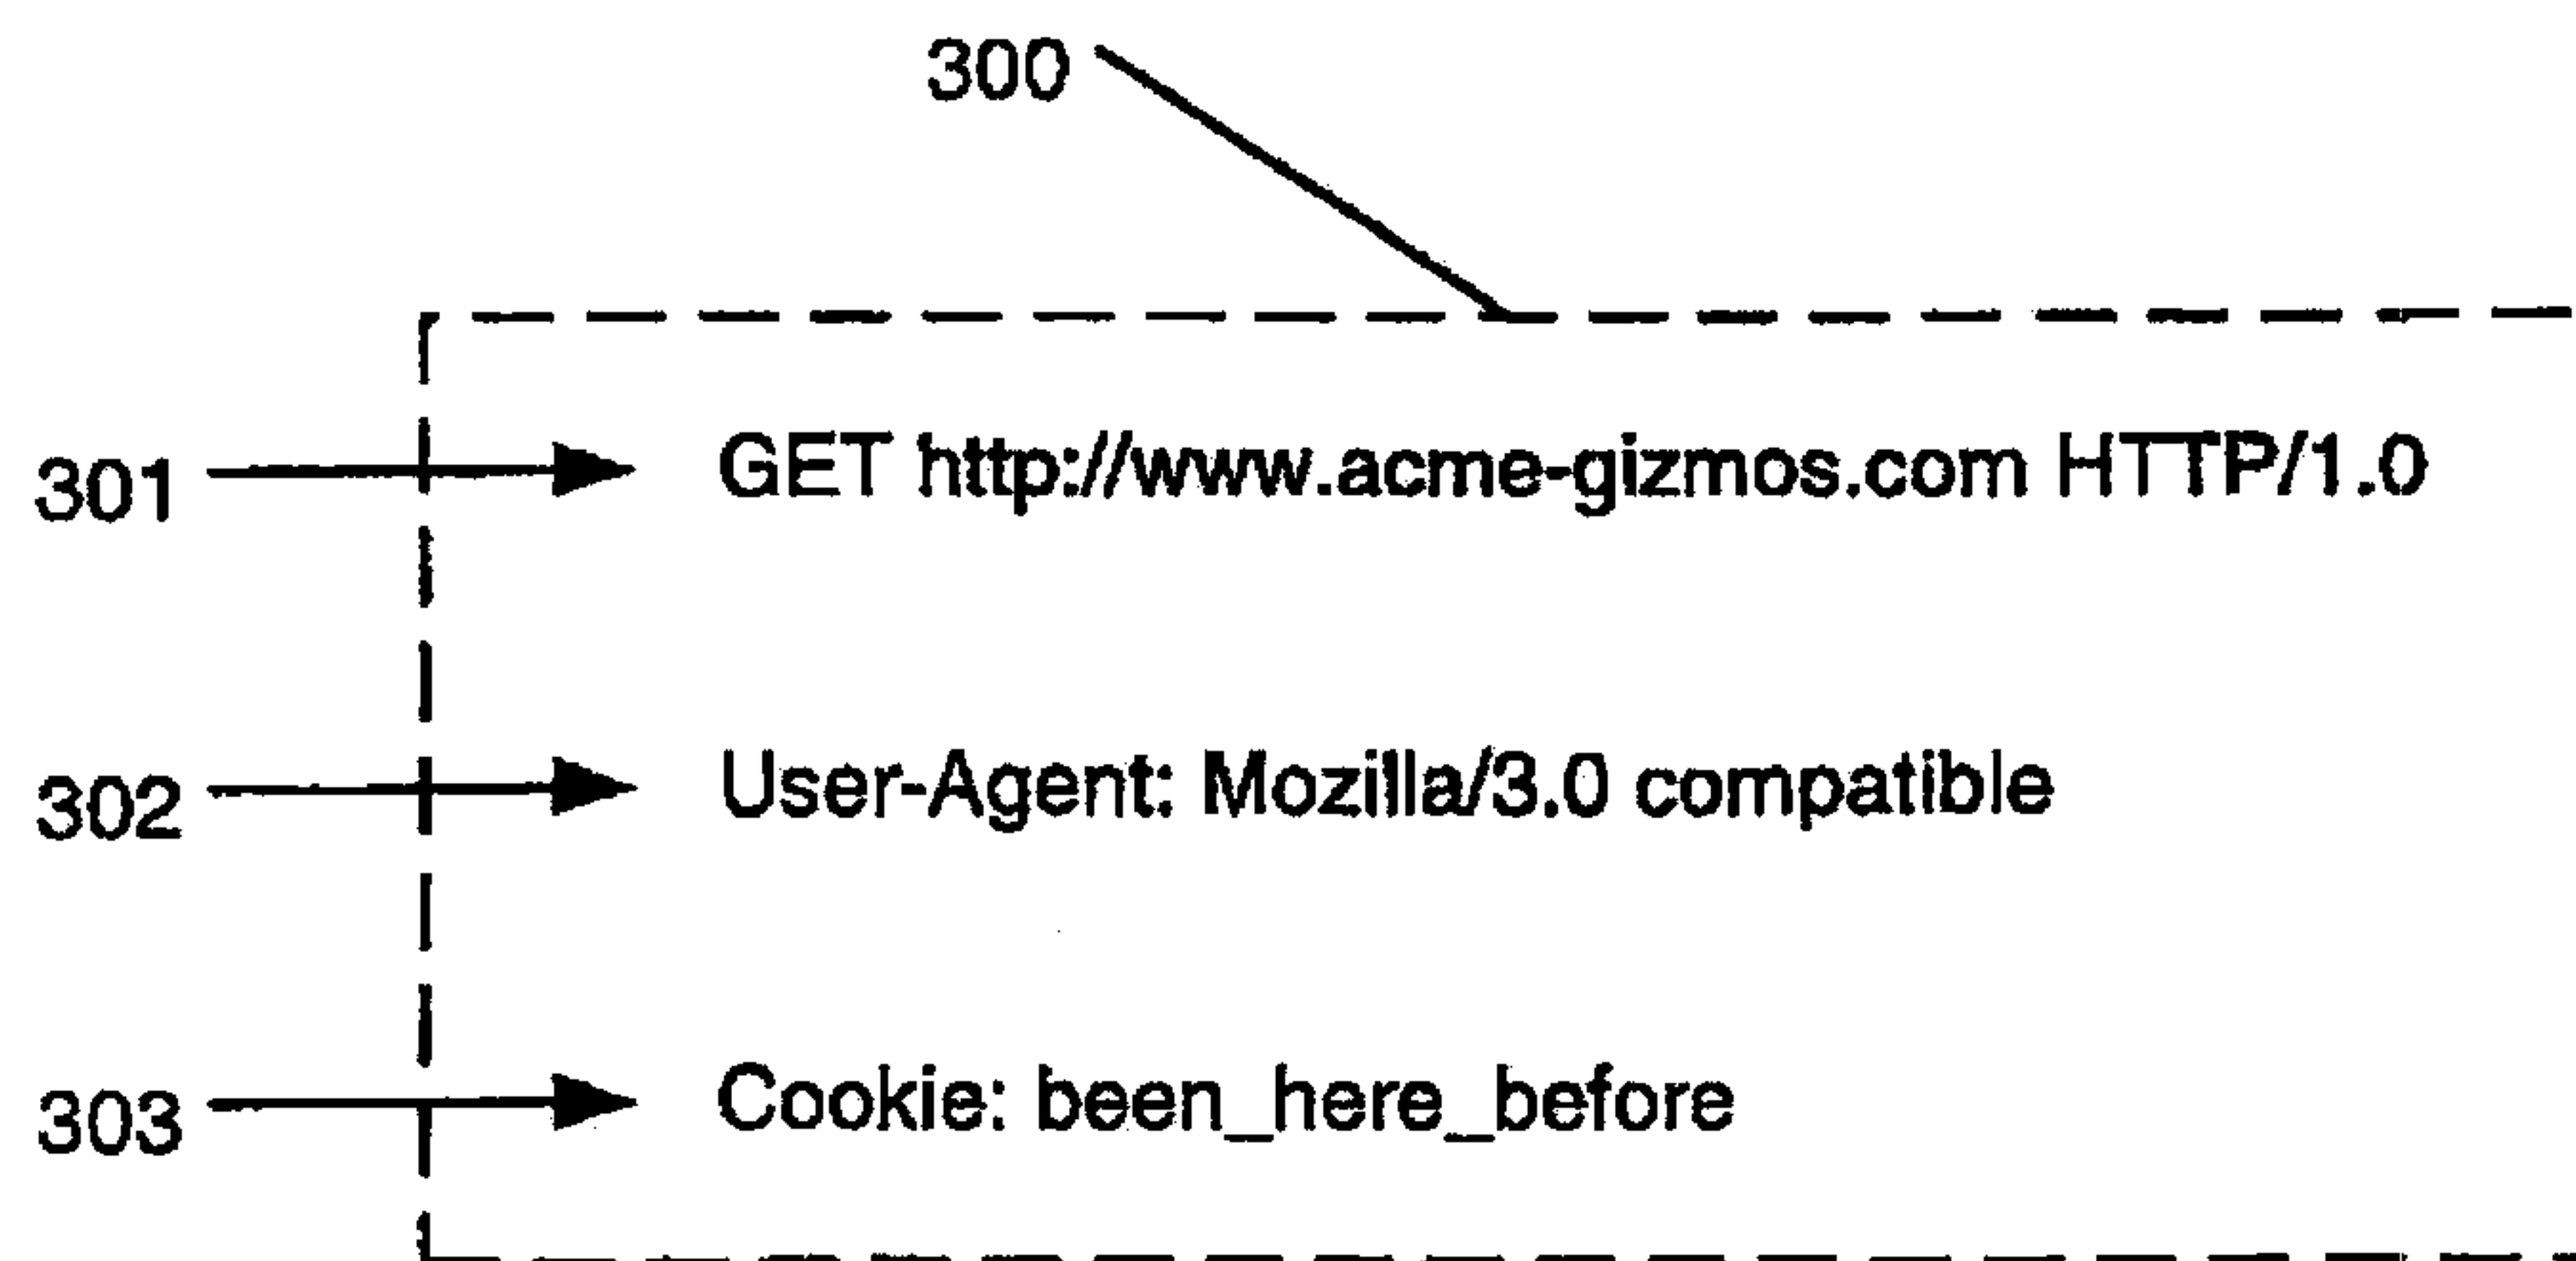 300
301 GET http://www.acme-gizmos.com HTTP/1.0
302 User-Agent: Mozilla/3.0 compatible
303 Cookie: been_here_before